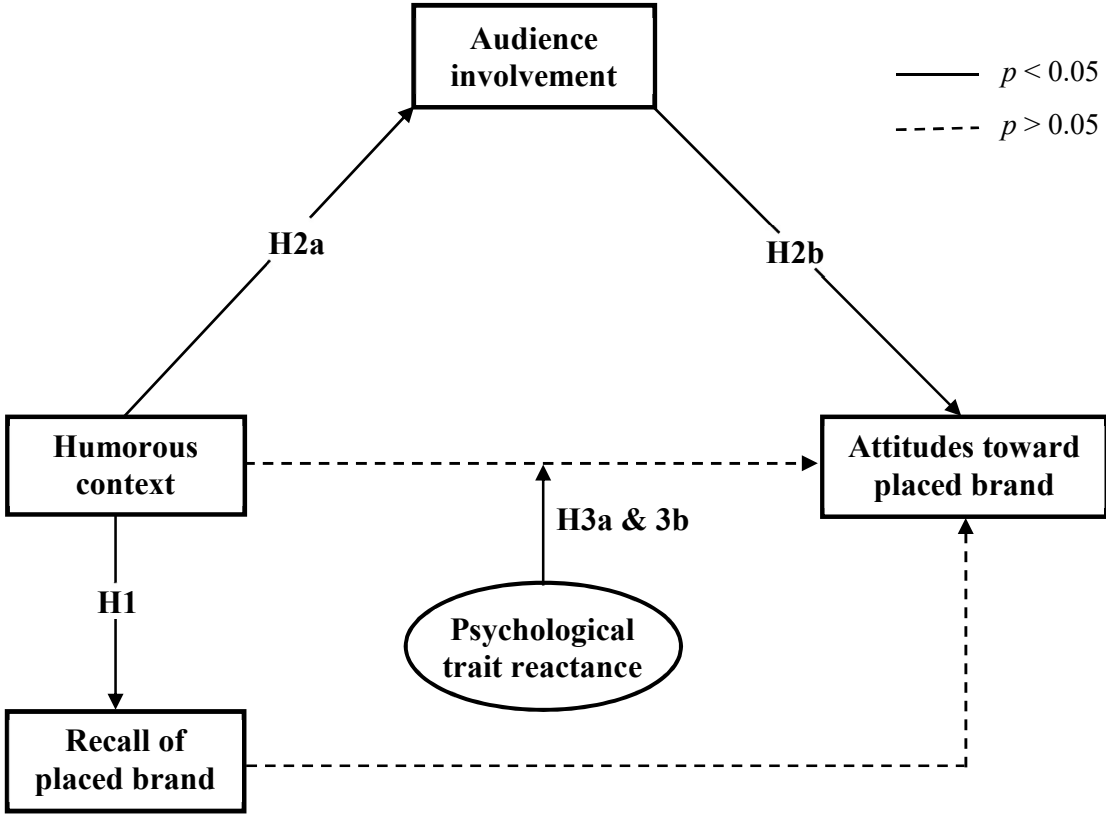 Audience
involvement
p < 0.05
p > 0.05
H2a
H2b
Humorous
context
Attitudes toward
placed brand
H3a & 3b
H1
Psychological
trait reactance
Recall of
placed brand